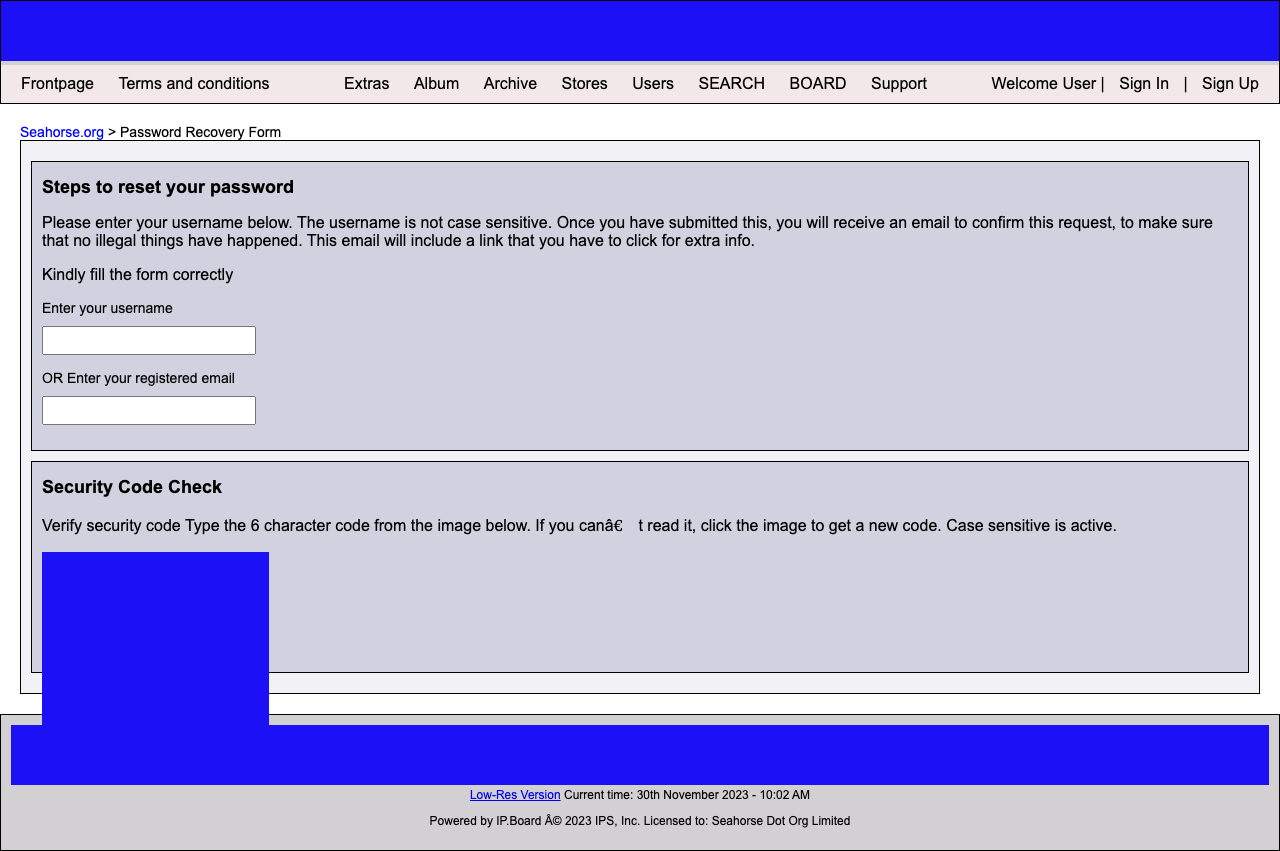 Frontpage Terms and conditions Extras Album Archive Stores Users SEARCH BOARD Support Welcome User | Sign In | Sign Up
Seahorse.org > Password Recovery Form
Steps to reset your password
Please enter your username below. The username is not case sensitive. Once you have submitted this, you will receive an email to confirm this request, to make sure
that no illegal things have happened. This email will include a link that you have to click for extra info.
Kindly fill the form correctly
Enter your username
OR Enter your registered email
Security Code Check
Verify security code Type the 6 character code from the image below. If you canâ€ t read it, click the image to get a new code. Case sensitive is active.
Low-Res Version Current time: 30th November 2023 - 10:02 AM
Powered by IP.Board Â© 2023 IPS, Inc. Licensed to: Seahorse Dot Org Limited